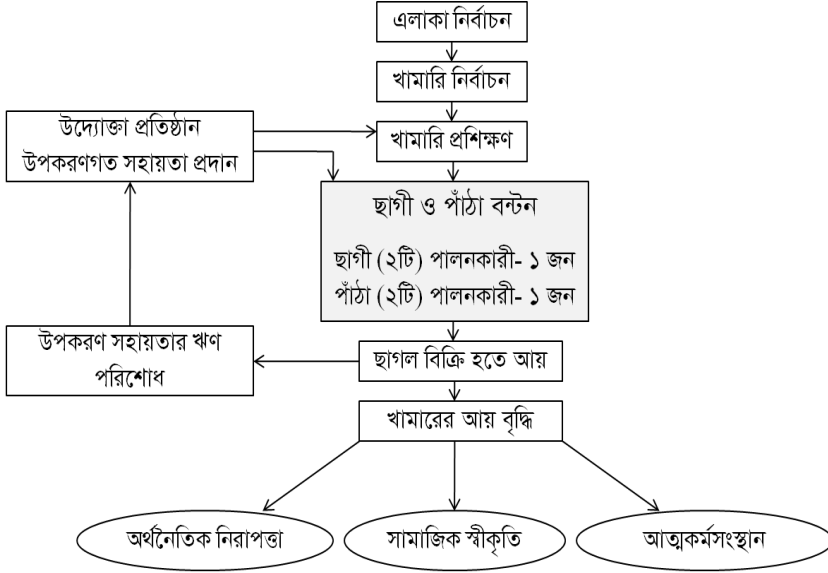 এলাকা নির্বাচন
খামারি নির্বাচন
উদ্যোক্তা প্রতিষ্ঠান
উপকরণগত সহায়তা প্রদান
খামারি প্রশিক্ষণ
ছাগী ও পাঁঠা বন্টন
ছাগী (২টি) পালনকারী- ১ জন
পাঁঠা (২টি) পালনকারী- ১ জন
উপকরণ সহায়তার ঋণ
পরিশোধ
ছাগল বিক্রি হতে আয়
খামারের আয় বৃদ্ধি
অর্থনৈতিক নিরাপত্তা
সামাজিক স্বীকৃতি
আত্মকর্মসংস্থান